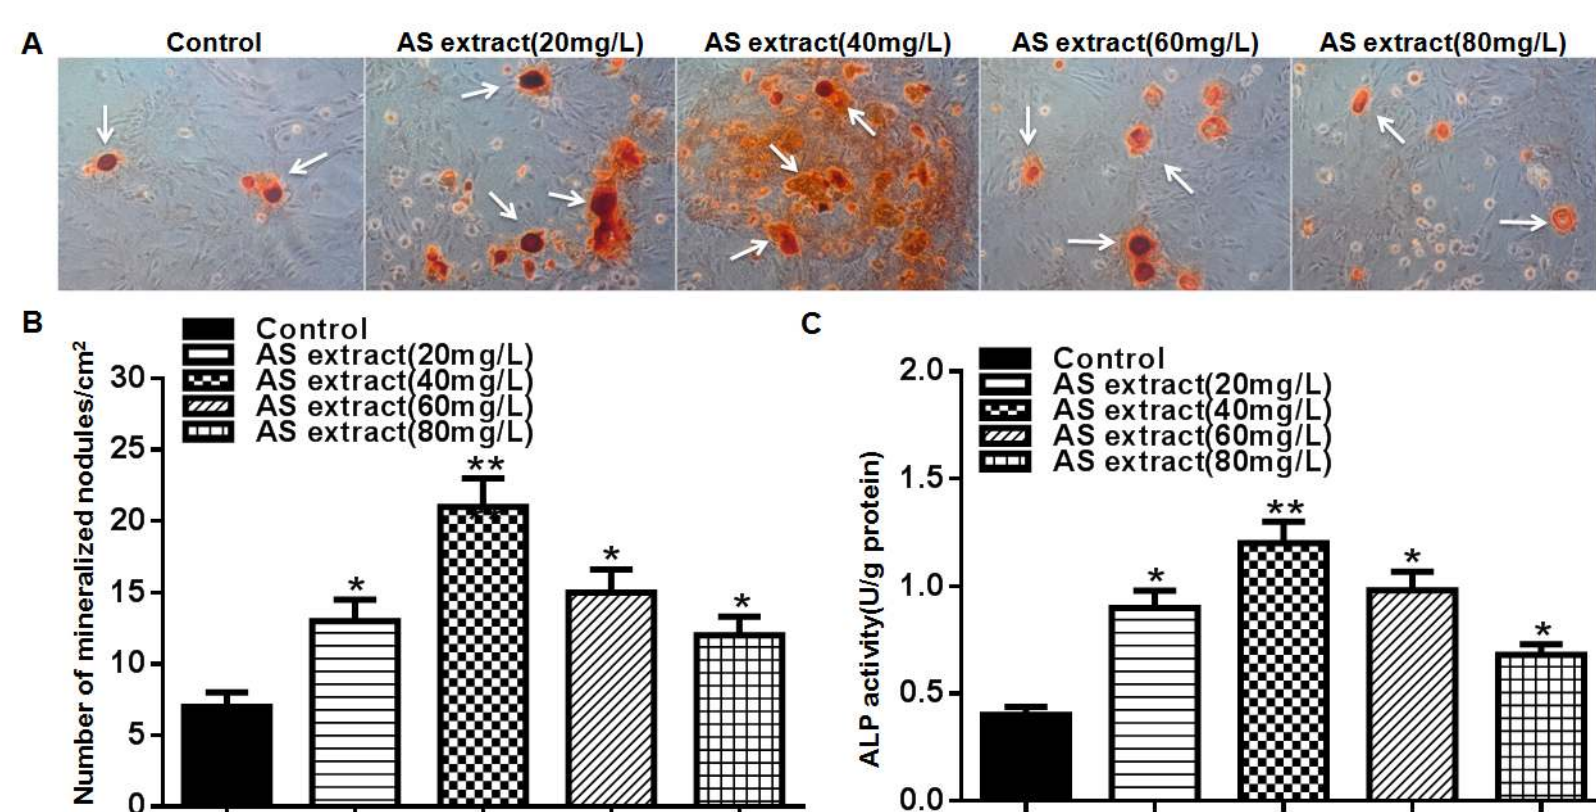 A
Control
AS extract(20mg/L)
AS extract(40mg/L)
AS extract(60mg/L)
AS extract(80mg/L)
B
Control
AS extract(20mg/L)
AS extract(40mg/L)
AS extract(60mg/L)
AS extract(80mg/L)
Number of mineralized nodules/cm²
30
25
20
15
10
5
0
*
**
**
*
*
C
Control
AS extract(20mg/L)
AS extract(40mg/L)
AS extract(60mg/L)
AS extract(80mg/L)
ALP activity(U/g protein)
2.0
1.5
1.0
0.5
0.0
*
**
*
*